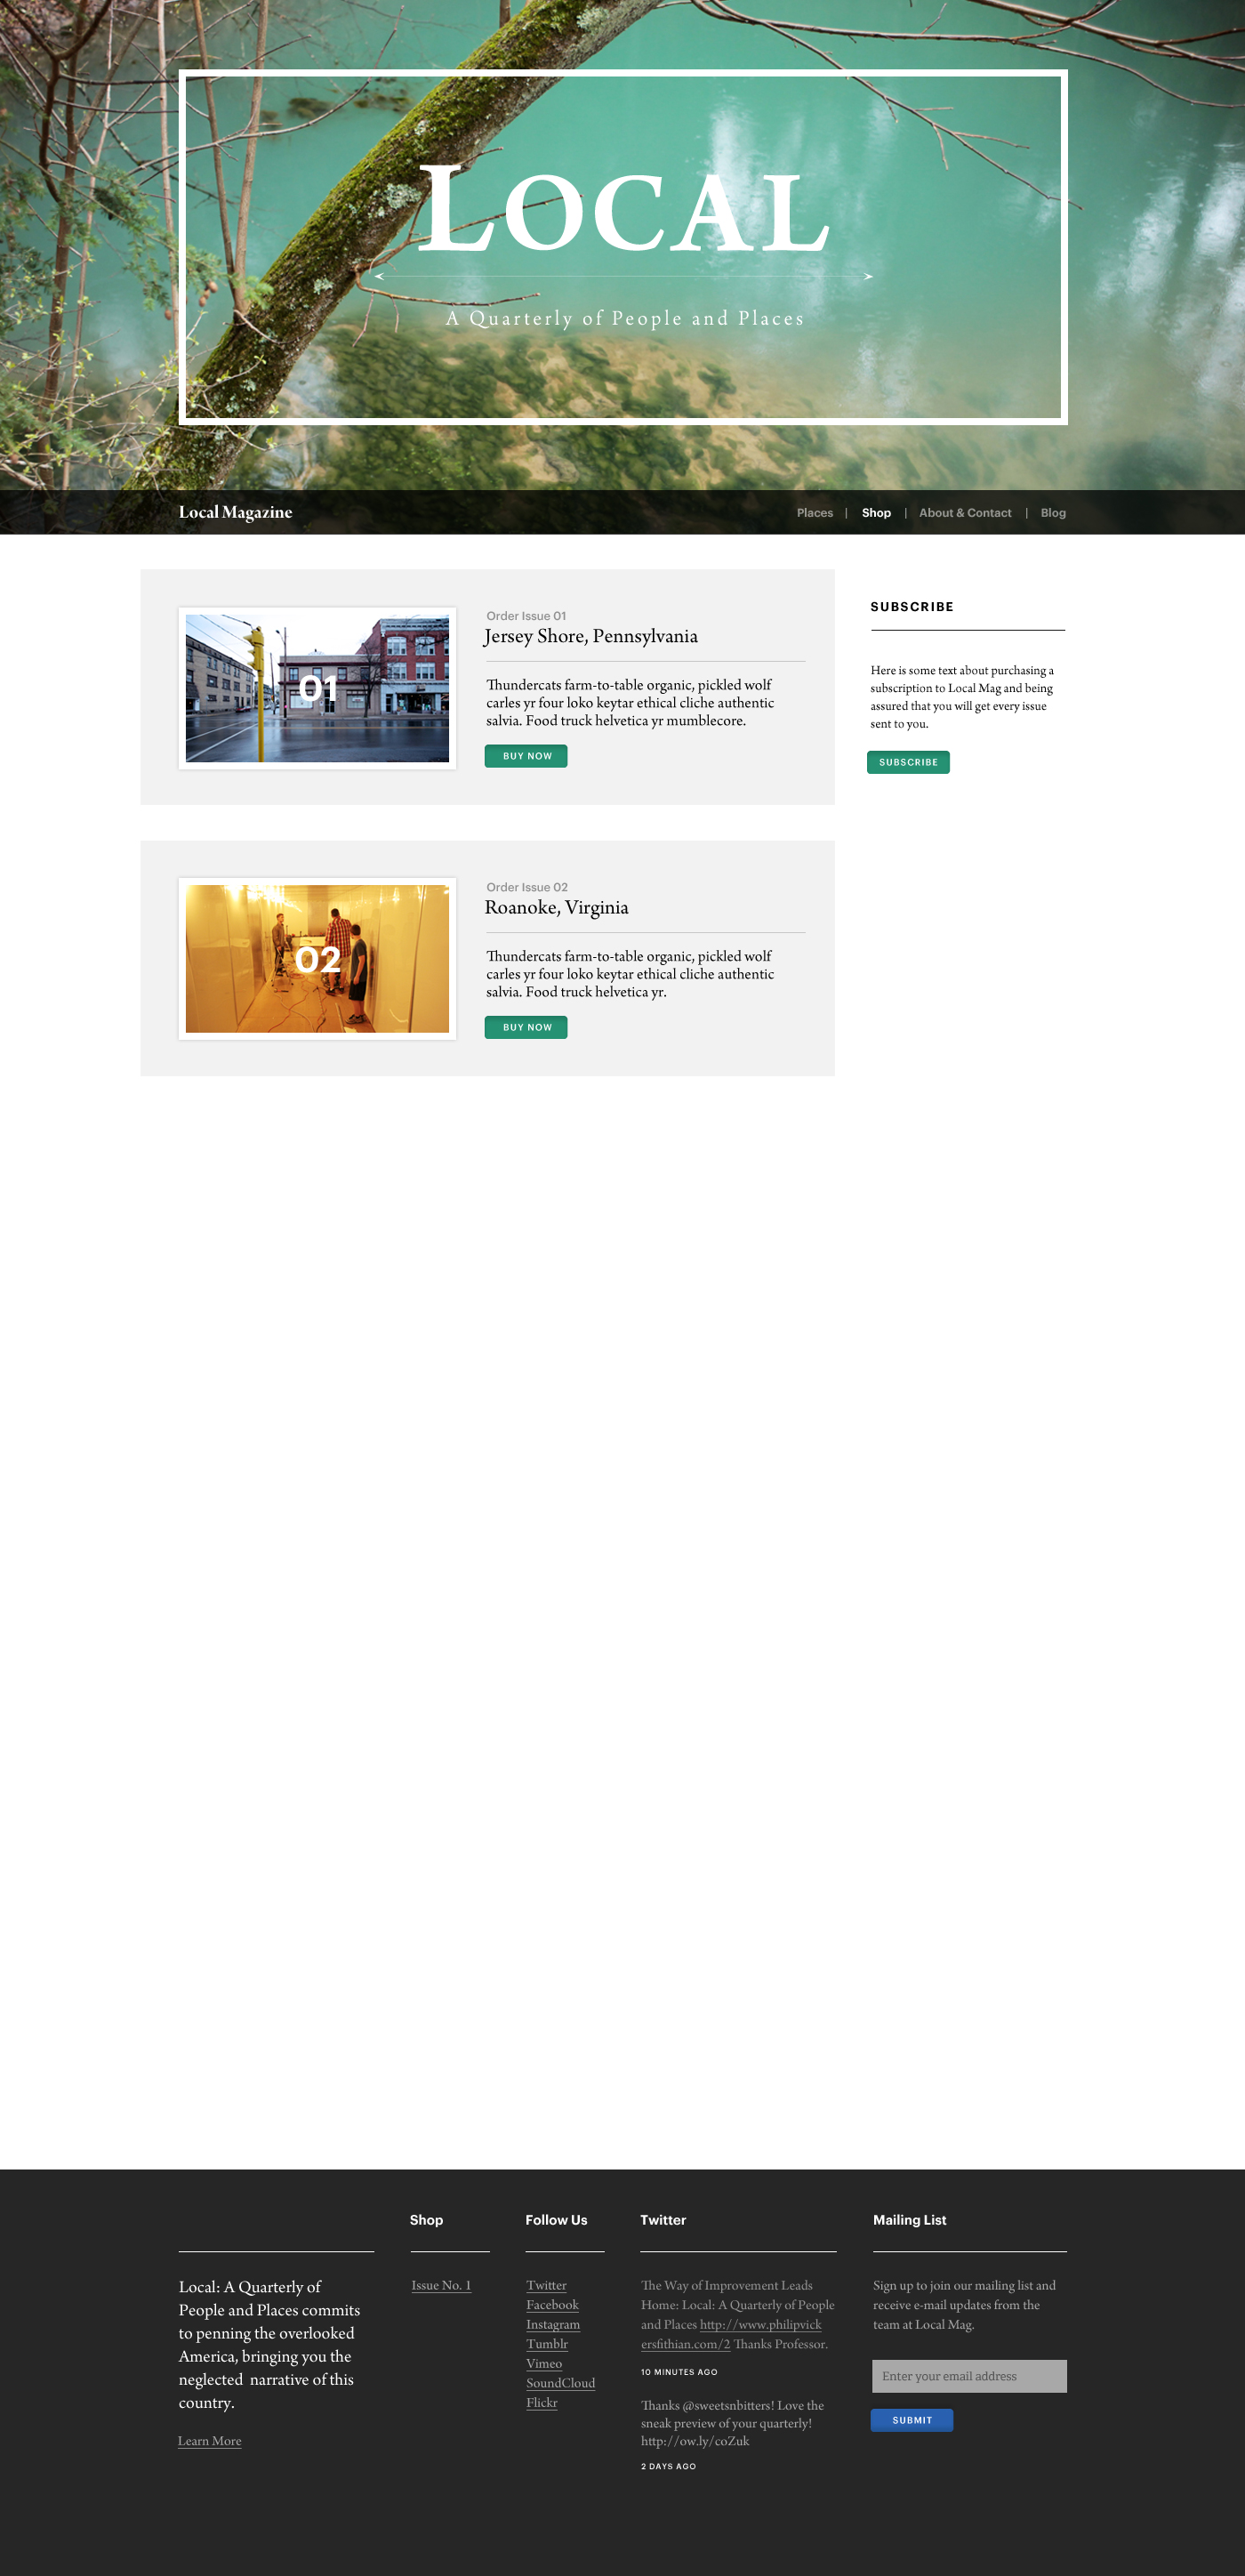 LOCAL
A Quarterly of People and Places
Local Magazine
Places | Shop | About & Contact | Blog
01
Order Issue 01
Jersey Shore, Pennsylvania
Thundercats farm-to-table organic, pickled wolf
carles yr four loko keytar ethical cliche authentic
salvia. Food truck helvetica yr mumblecore.
BUY NOW
SUBSCRIBE
Here is some text about purchasing a
subscription to Local Mag and being
assured that you will get every issue
sent to you.
SUBSCRIBE
02
Order Issue 02
Roanoke, Virginia
Thundercats farm-to-table organic, pickled wolf
carles yr four loko keytar ethical cliche authentic
salvia. Food truck helvetica yr.
BUY NOW
Local: A Quarterly of
People and Places commits
to penning the overlooked
America, bringing you the
neglected narrative of this
country.
Learn More
Shop
Issue No. 1
Follow Us
Twitter
Facebook
Instagram
Tumblr
Vimeo
SoundCloud
Flickr
Twitter
The Way of Improvement Leads
Home: Local: A Quarterly of People
and Places http://www.philipvick
ersfithian.com/2 Thanks Professor.
10 MINUTES AGO
Thanks @sweetsnbitters! Love the
sneak preview of your quarterly!
http://ow.ly/coZuk
2 DAYS AGO
Mailing List
Sign up to join our mailing list and
receive e-mail updates from the
team at Local Mag.
Enter your email address
SUBMIT